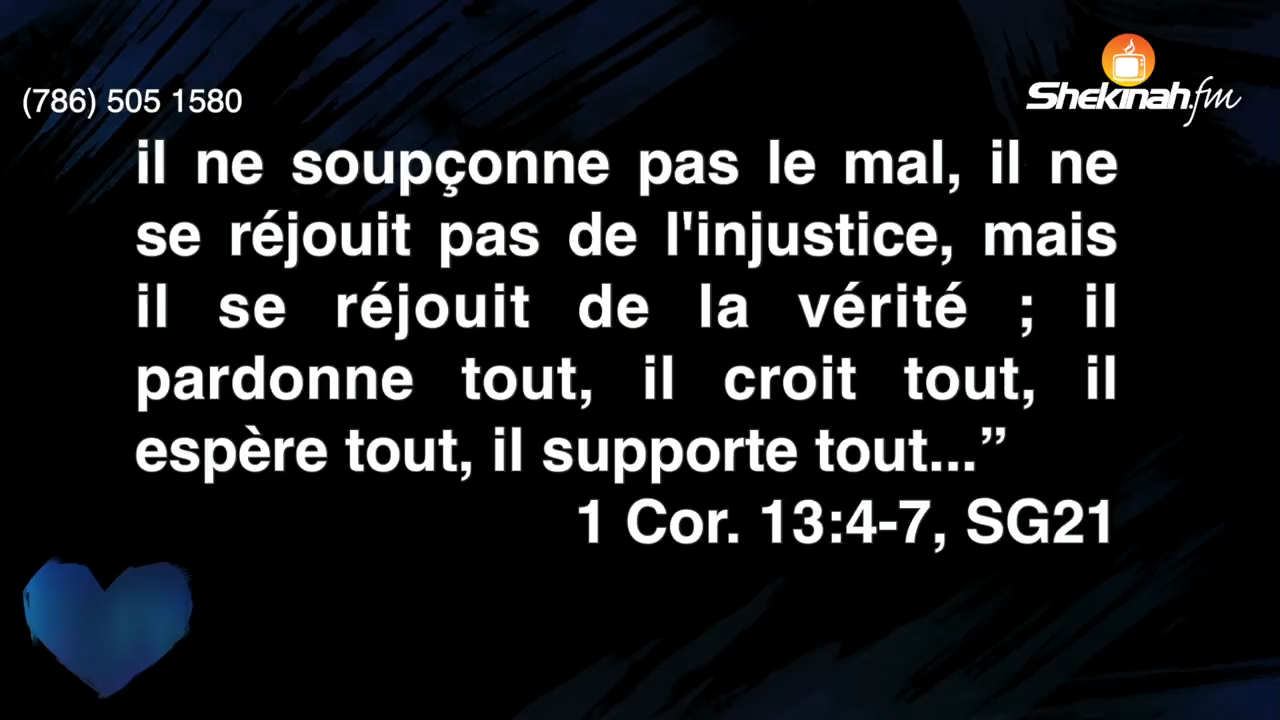 (786) 505 1580
Shekinah.fm
il ne soupçonne pas le mal, il ne
se réjouit pas de l'injustice, mais
il se réjouit de la vérité ; il
pardonne tout, il croit tout, il
espère tout, il supporte tout...”
1 Cor. 13:4-7, SG21